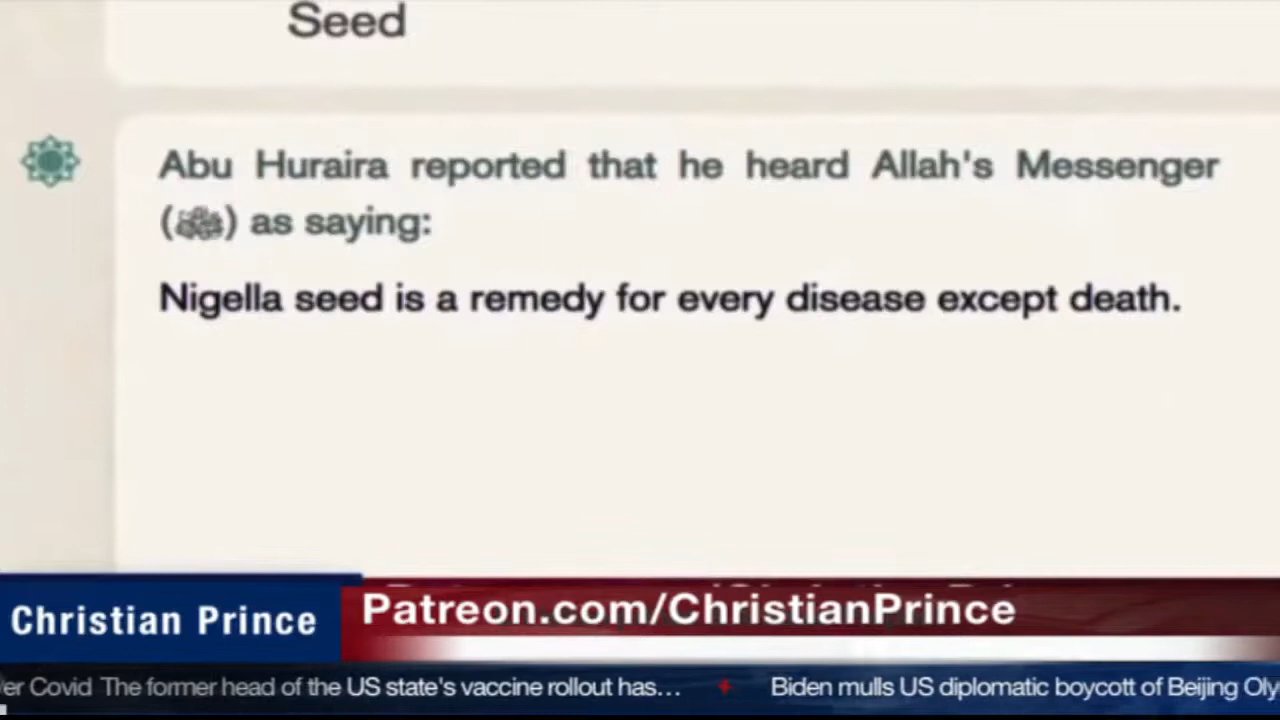 Seed
Abu Huraira reported that he heard Allah's Messenger
(ﷺ) as saying:
Nigella seed is a remedy for every disease except death.
Christian Prince
Patreon.com/ChristianPrince
Covid The former head of the US state's vaccine rollout has...
Biden mulls US diplomatic boycott of Beijing